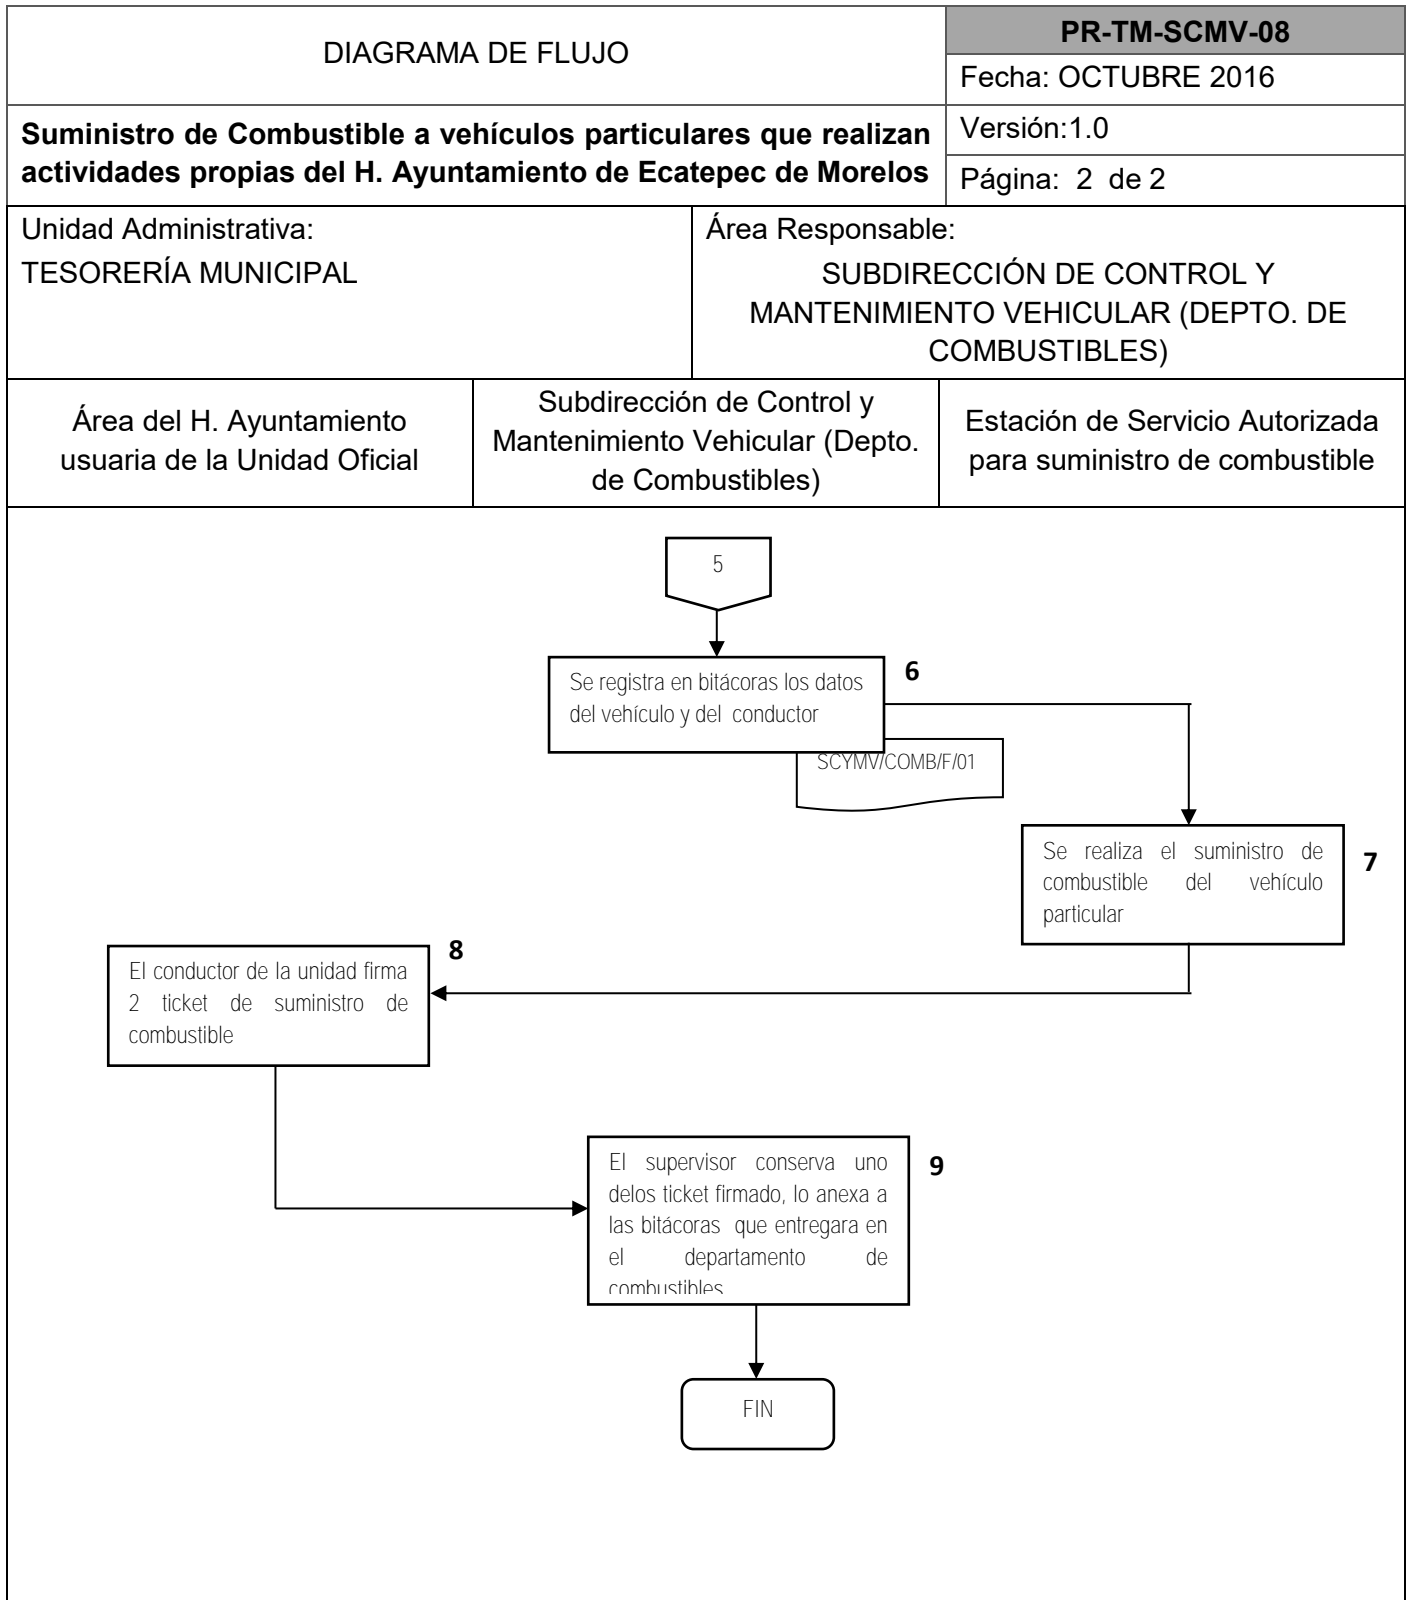 DIAGRAMA DE FLUJO
PR-TM-SCMV-08
Fecha: OCTUBRE 2016
Suministro de Combustible a vehículos particulares que realizan
actividades propias del H. Ayuntamiento de Ecatepec de Morelos
Versión:1.0
Página: 2 de 2
Unidad Administrativa:
TESORERÍA MUNICIPAL
Área Responsable:
SUBDIRECCIÓN DE CONTROL Y
MANTENIMIENTO VEHICULAR (DEPTO. DE
COMBUSTIBLES)
Área del H. Ayuntamiento
usuaria de la Unidad Oficial
Subdirección de Control y
Mantenimiento Vehicular (Depto.
de Combustibles)
Estación de Servicio Autorizada
para suministro de combustible
5
Se registra en bitácoras los datos
del vehículo y del conductor
6
SCYMV/COMB/F/01
Se realiza el suministro de
combustible del vehículo
particular
7
El conductor de la unidad firma
2 ticket de suministro de
combustible
8
El supervisor conserva uno
delos ticket firmado, lo anexa a
las bitácoras que entregara en
el departamento de
combustibles
9
FIN